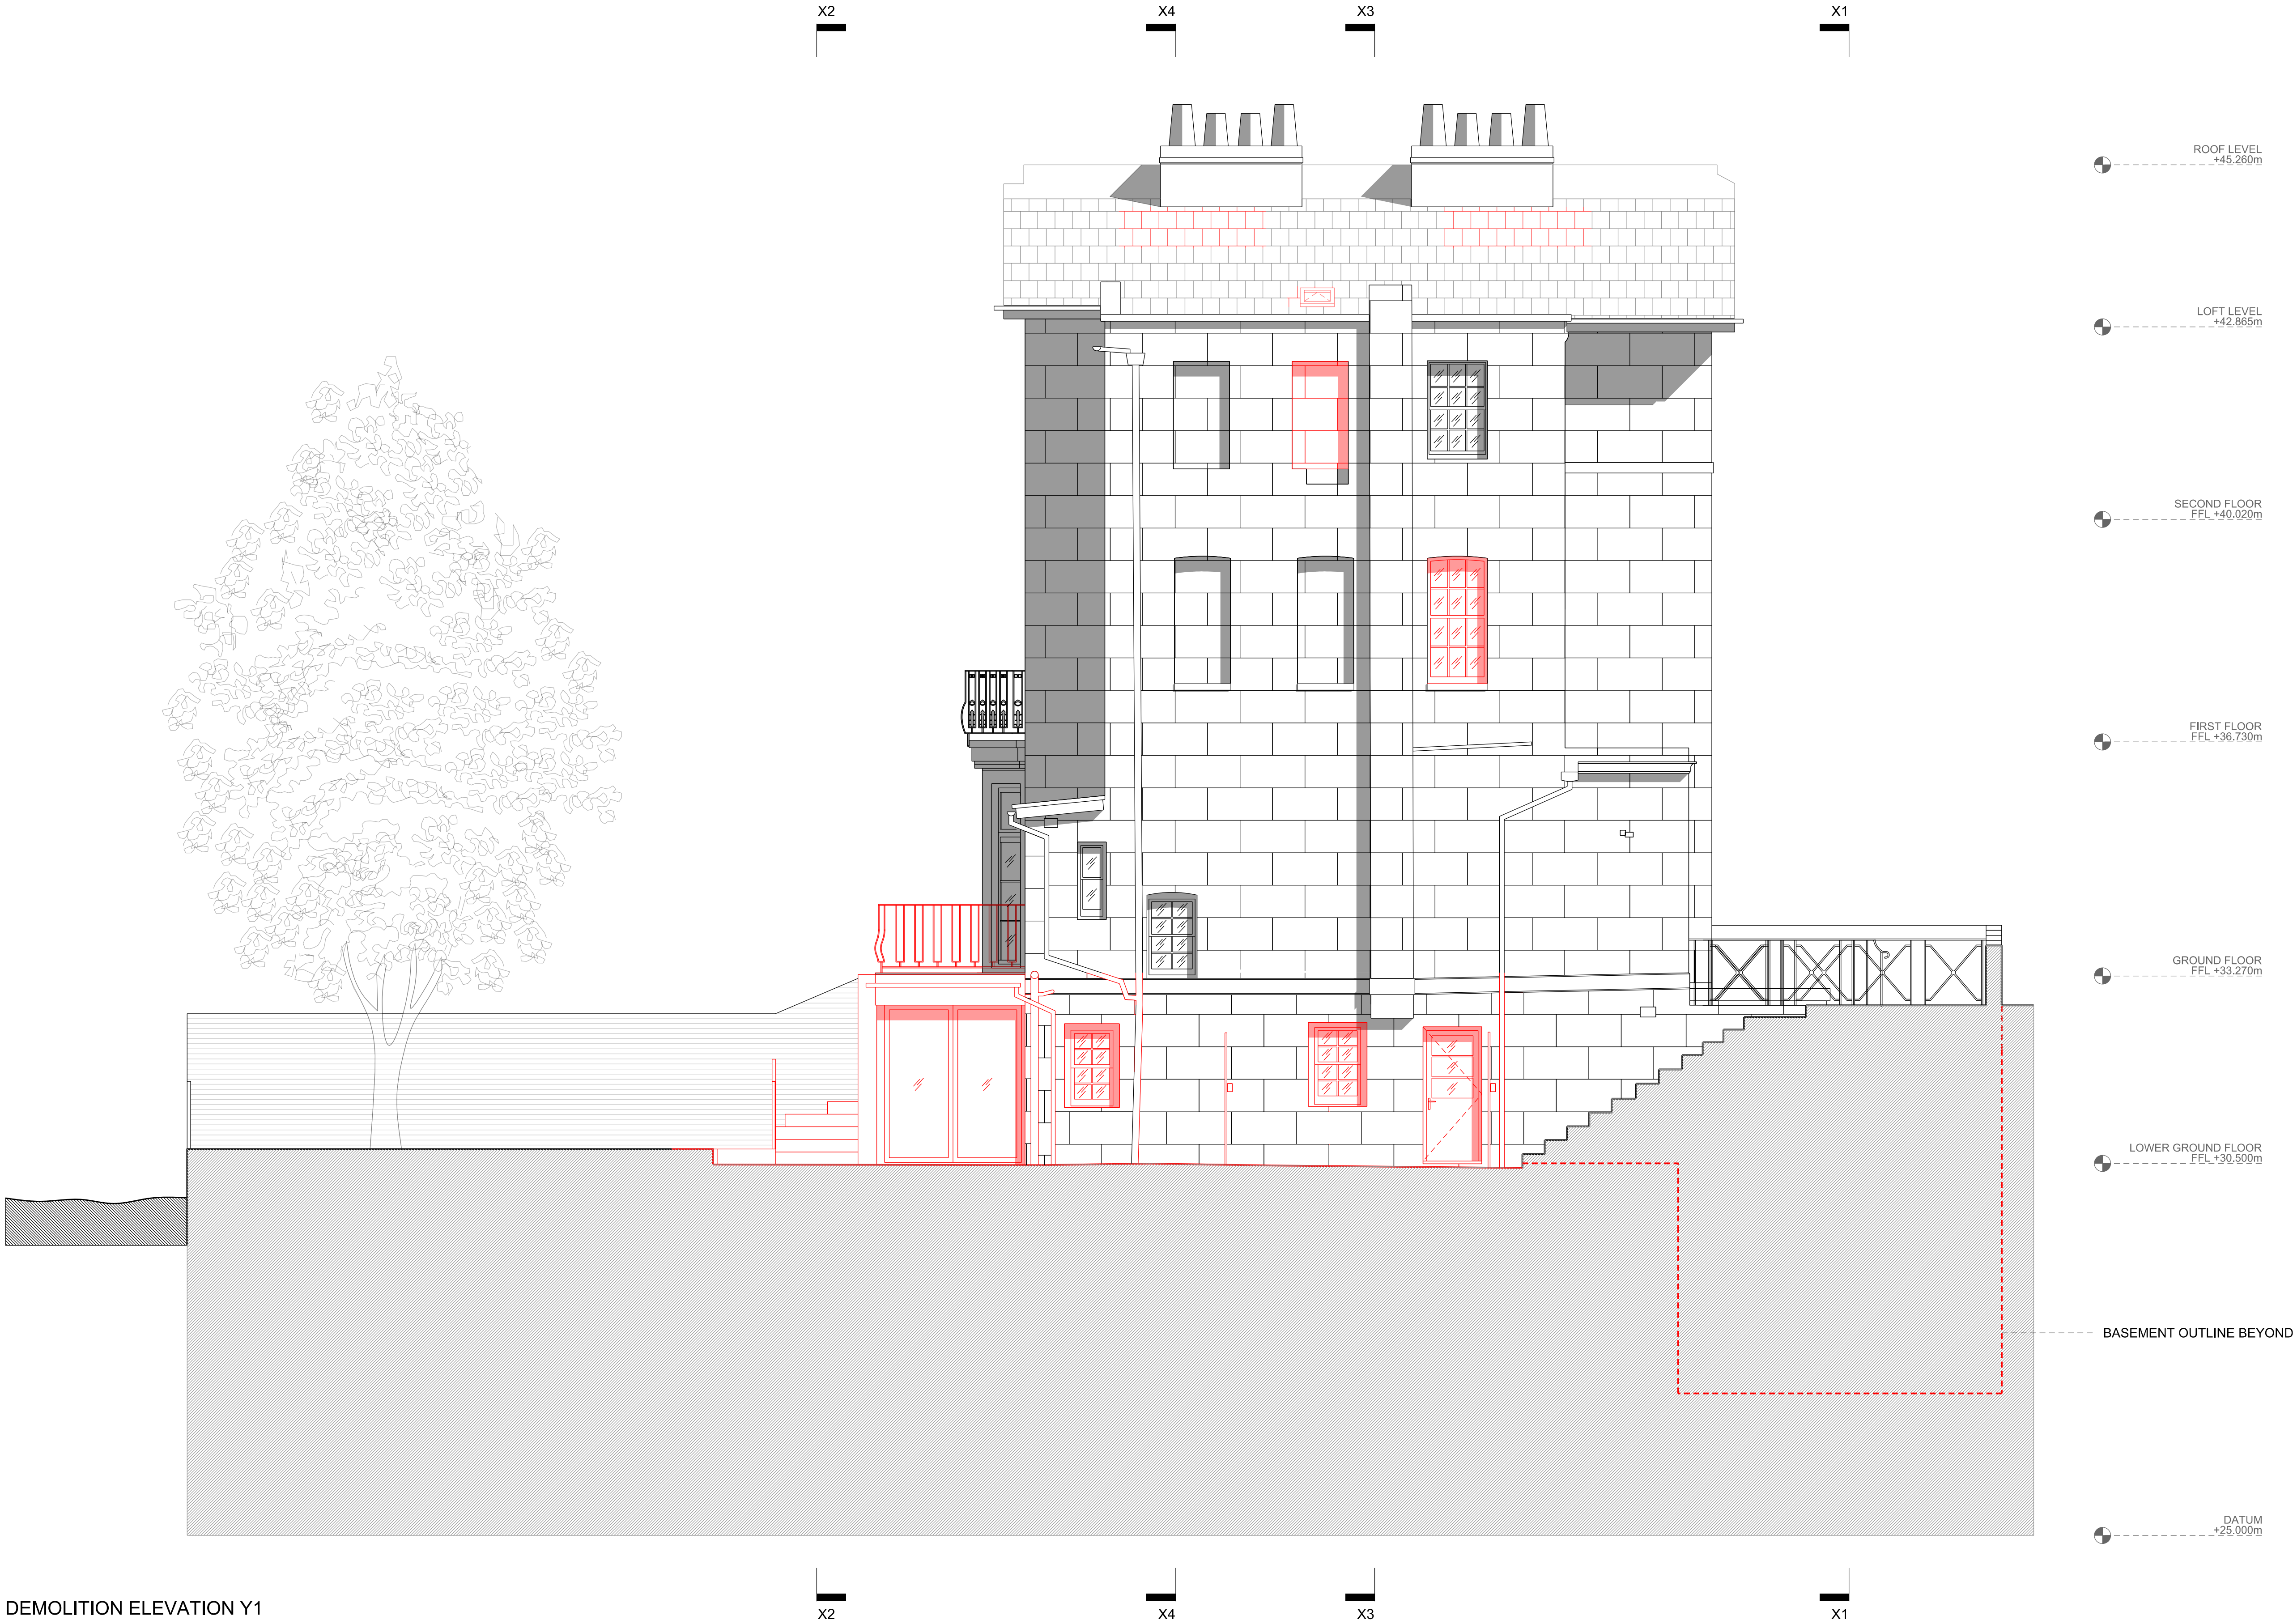 X2
X4
X3
X1
ROOF LEVEL
+45.260m
LOFT LEVEL
+42.865m
SECOND FLOOR
FFL +40.020m
FIRST FLOOR
FFL +36.730m
GROUND FLOOR
FFL +33.270m
LOWER GROUND FLOOR
FFL +30.500m
BASEMENT OUTLINE BEYOND
DATUM
+25.000m
DEMOLITION ELEVATION Y1
X2
X4
X3
X1